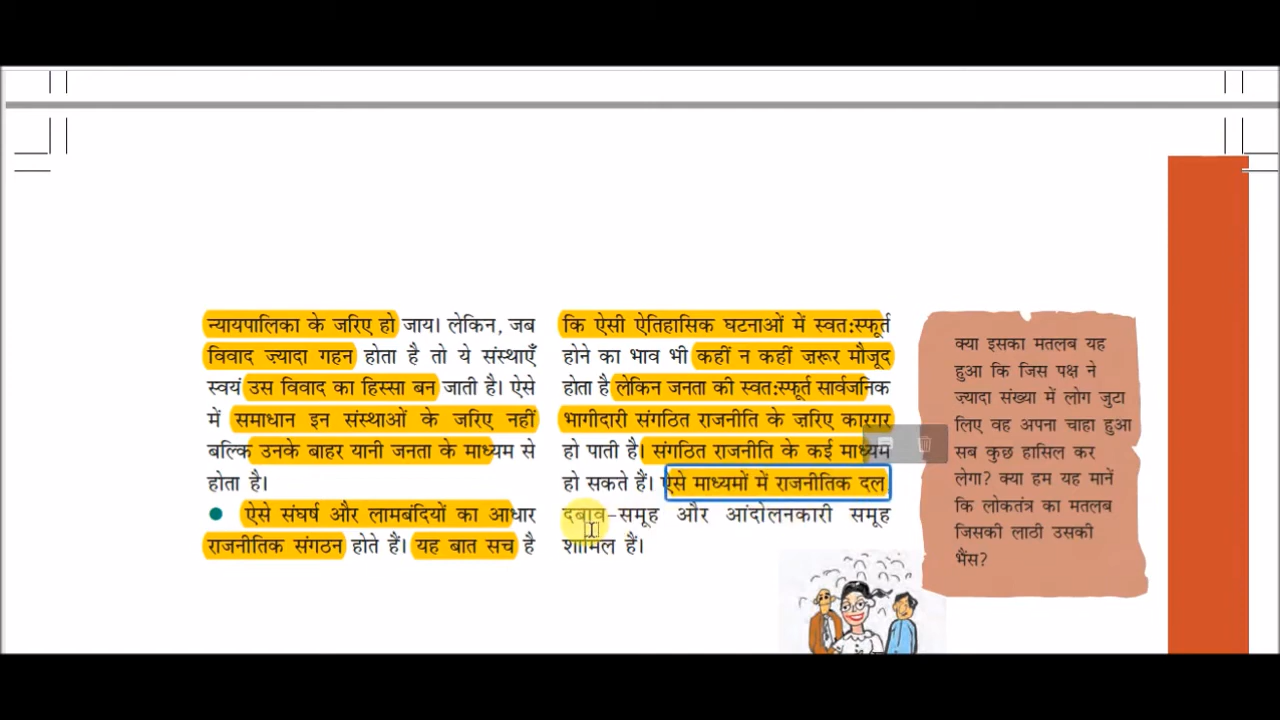 न्यायपालिका के जरिए हो जाय। लेकिन, जब
विवाद ज़्यादा गहन होता है तो ये संस्थाएँ
स्वयं उस विवाद का हिस्सा बन जाती है। ऐसे
में समाधान इन संस्थाओं के जरिए नहीं
बल्कि उनके बाहर यानी जनता के माध्यम से
होता है।
● ऐसे संघर्ष और लामबंदियों का आधार
राजनीतिक संगठन होते हैं। यह बात सच है
कि ऐसी ऐतिहासिक घटनाओं में स्वत:स्फूर्त
होने का भाव भी कहीं न कहीं ज़रूर मौजूद
होता है लेकिन जनता की स्वत:स्फूर्त सार्वजनिक
भागीदारी संगठित राजनीति के ज़रिए कारगर
हो पाती है। संगठित राजनीति के कई माध्यम
हो सकते हैं। ऐसे माध्यमों में राजनीतिक दल,
दबाव-समूह और आंदोलनकारी समूह
शामिल हैं।
क्या इसका मतलब यह
हुआ कि जिस पक्ष ने
ज्यादा संख्या में लोग जुटा
लिए वह अपना चाहा हुआ
सब कुछ हासिल कर
लेगा? क्या हम यह मानें
कि लोकतंत्र का मतलब
जिसकी लाठी उसकी
भैंस?